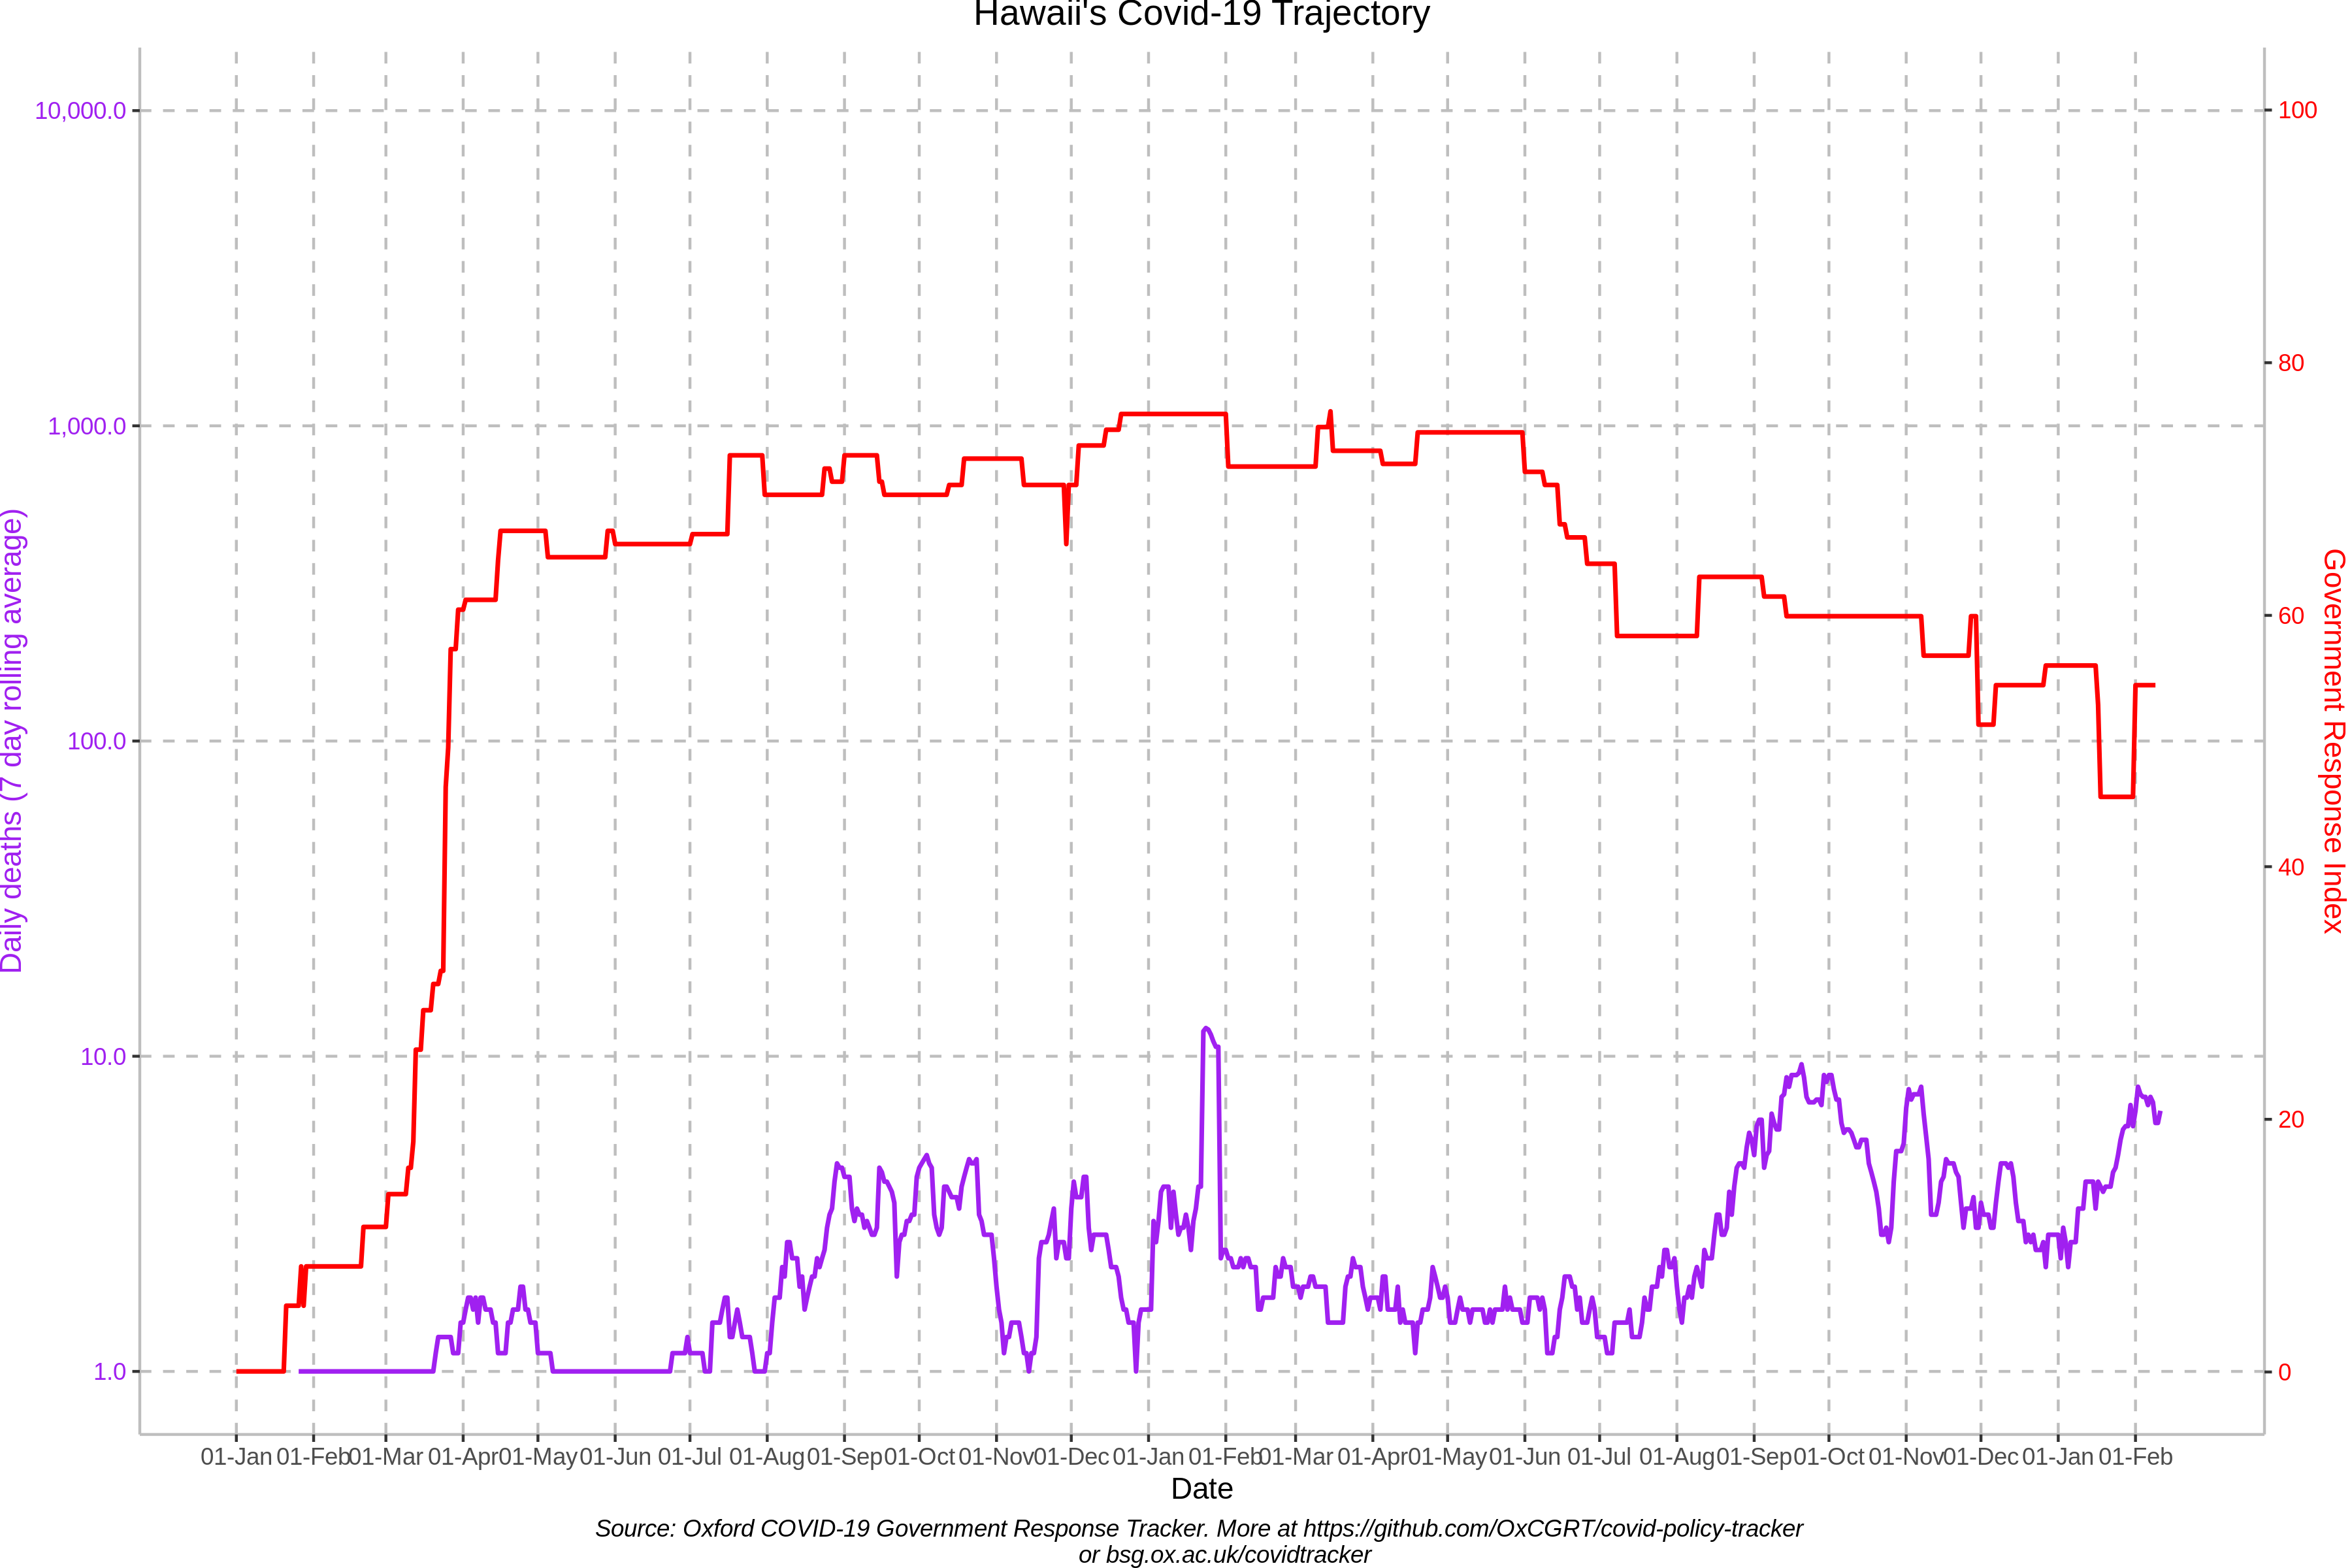 Hawaii's Covid-19 Trajectory
10,000.0
1,000.0
100.0
10.0
1.0
Daily deaths (7 day rolling average)
100
80
60
40
20
0
Government Response Index
01-Jan 01-Feb 01-Mar 01-Apr 01-May 01-Jun 01-Jul 01-Aug 01-Sep 01-Oct 01-Nov 01-Dec 01-Jan 01-Feb 01-Mar 01-Apr 01-May 01-Jun 01-Jul 01-Aug 01-Sep 01-Oct 01-Nov 01-Dec 01-Jan 01-Feb
Date
Source: Oxford COVID-19 Government Response Tracker. More at https://github.com/OxCGRT/covid-policy-tracker
or bsg.ox.ac.uk/covidtracker